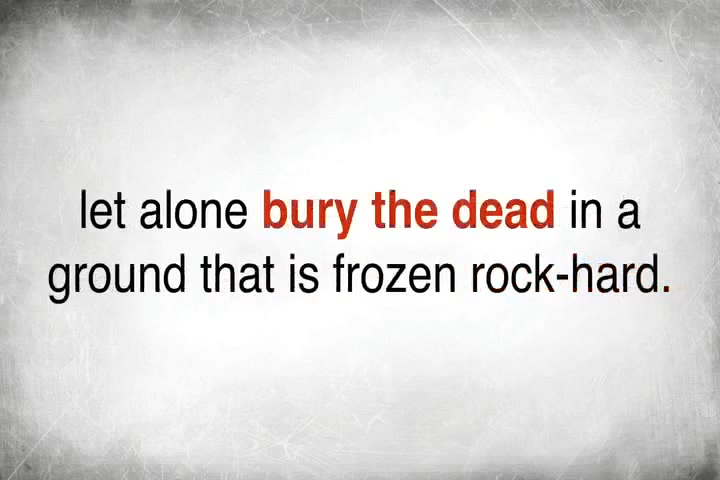 let alone bury the dead in a
ground that is frozen rock-hard.